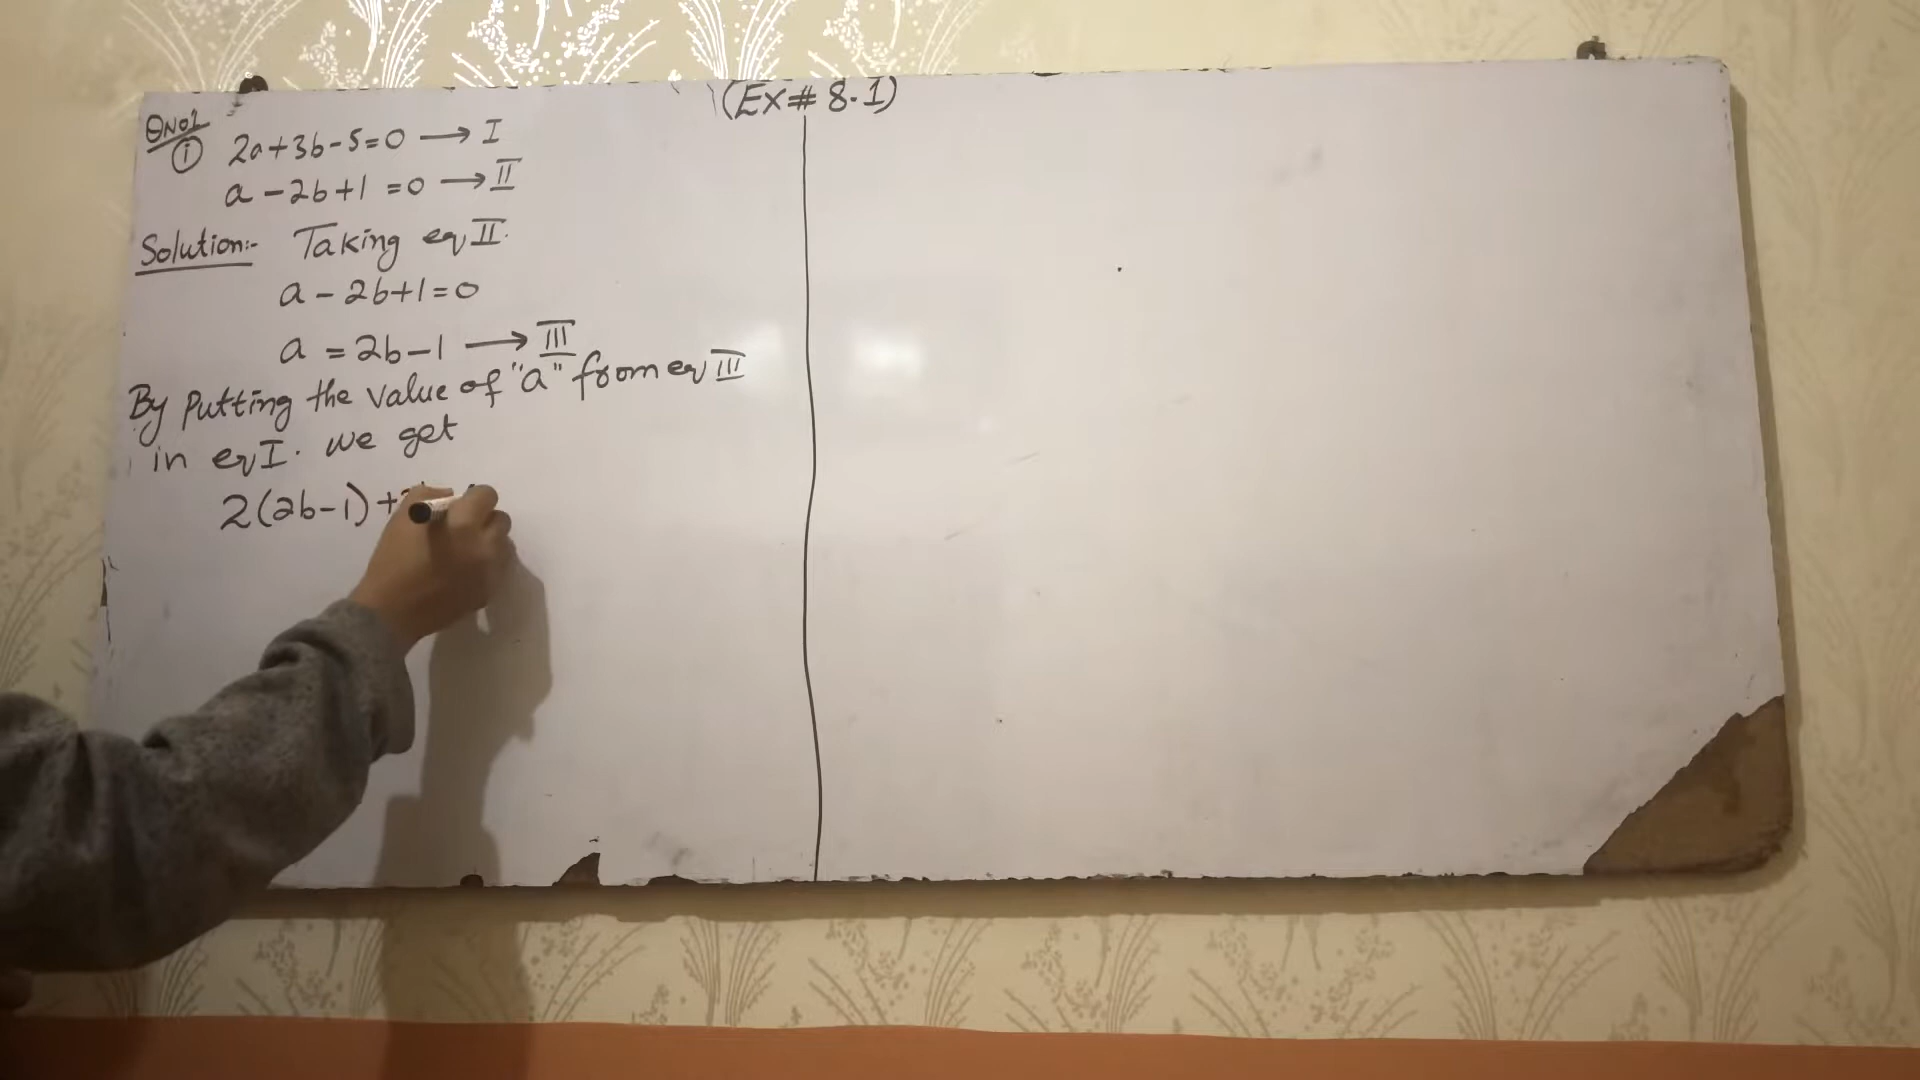 (Ex# 8.1)
QNo1
i 2a+3b-5=0 → I
a-2b+1=0 → II
Solution:- Taking eq II.
a-2b+1=0
a=2b-1 → III
By Putting the value of "a" from eq III
in eq I. we get
2(2b-1)+